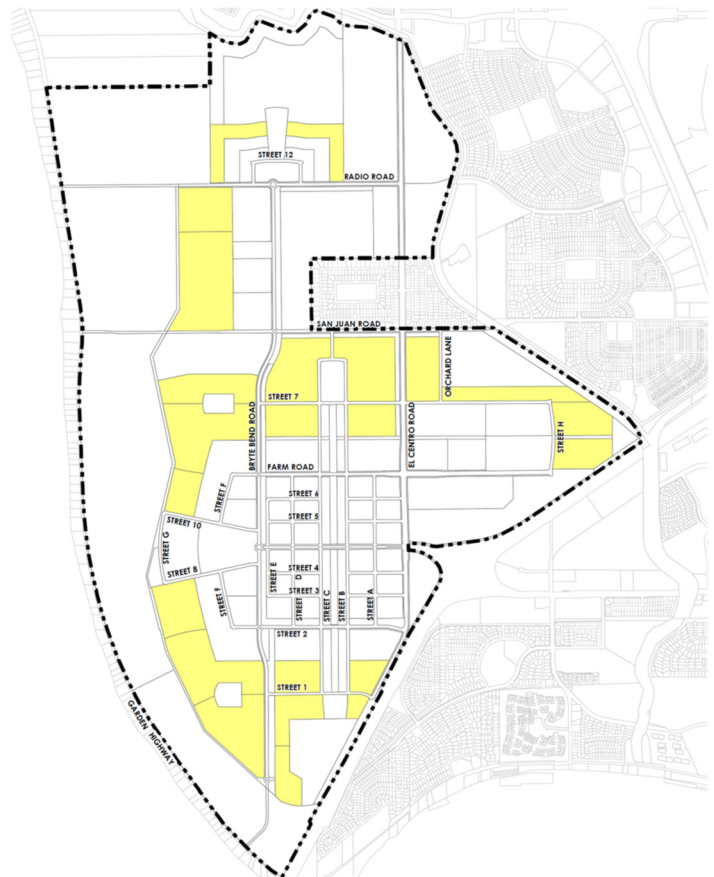 STREET 12
RADIO ROAD
SAN JUAN ROAD
ORCHARD LANE
STREET 7
BRYTE BEND ROAD
EL CENTRO ROAD
STREET H
FARM ROAD
STREET F
STREET 6
STREET 10
STREET 5
STREET G
STREET 8
STREET E
STREET 4
STREET D
STREET 3
STREET C
STREET B
STREET A
STREET F
STREET 2
STREET 1
GARDEN HIGHWAY